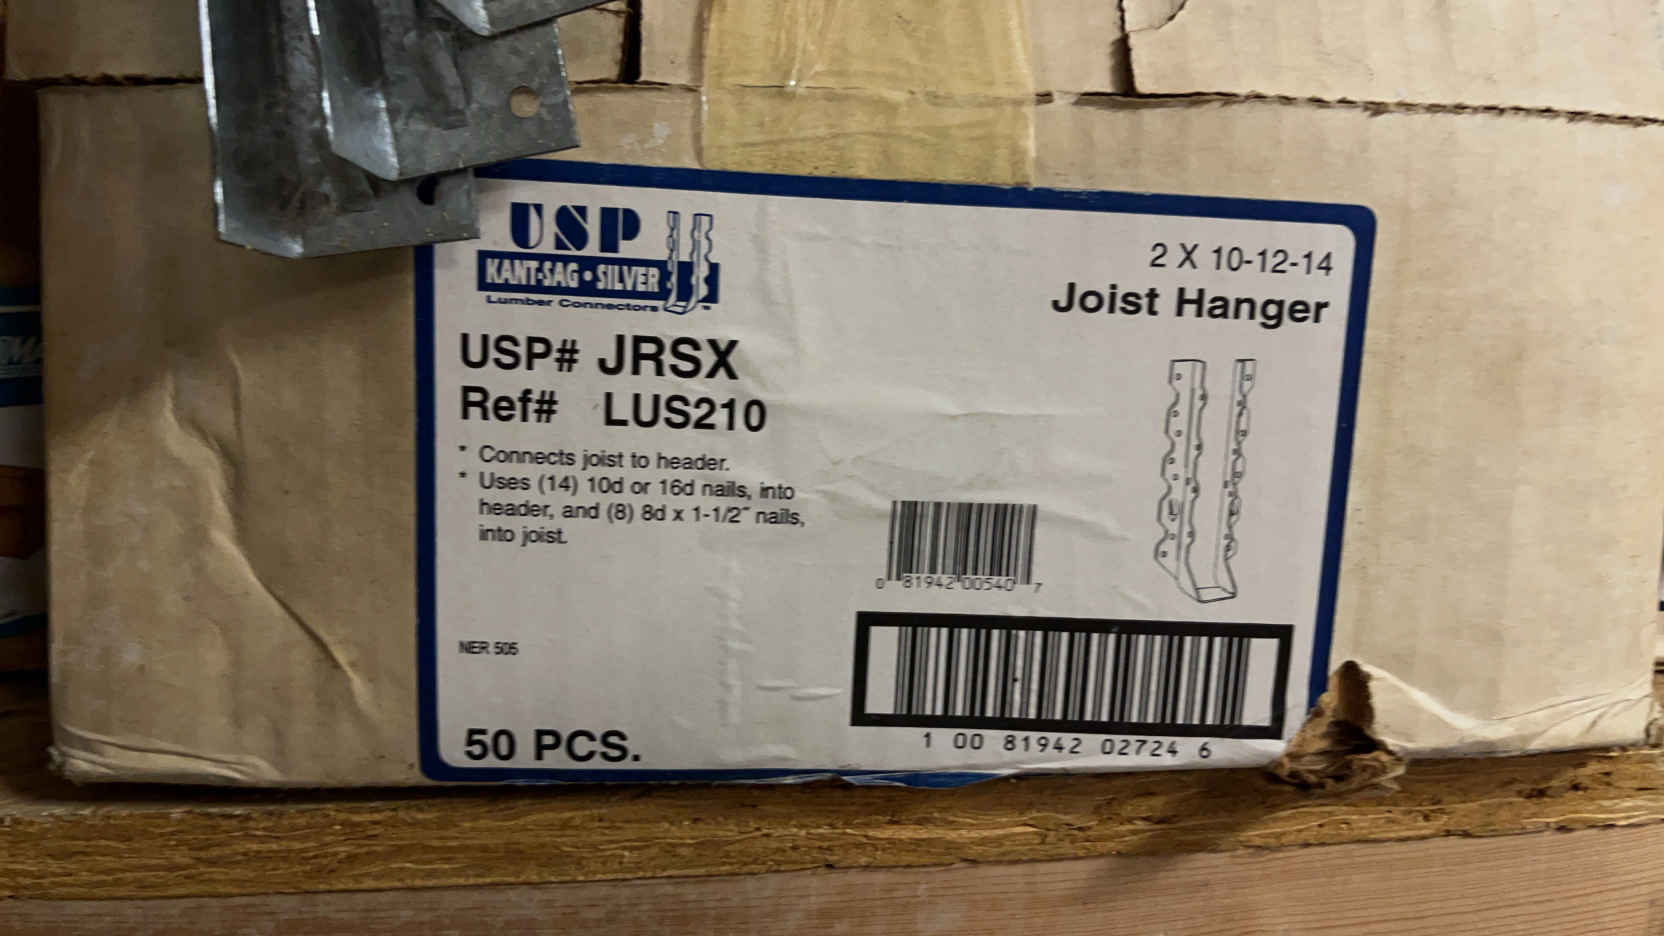 USP
KANT-SAG • SILVER
Lumber Connectors
™
2 X 10-12-14
Joist Hanger
USP# JRSX
Ref# LUS210
* Connects joist to header.
* Uses (14) 10d or 16d nails, into
header, and (8) 8d x 1-1/2" nails,
into joist.
0 81942 00540 7
NER 505
50 PCS.
1 00 81942 02724 6